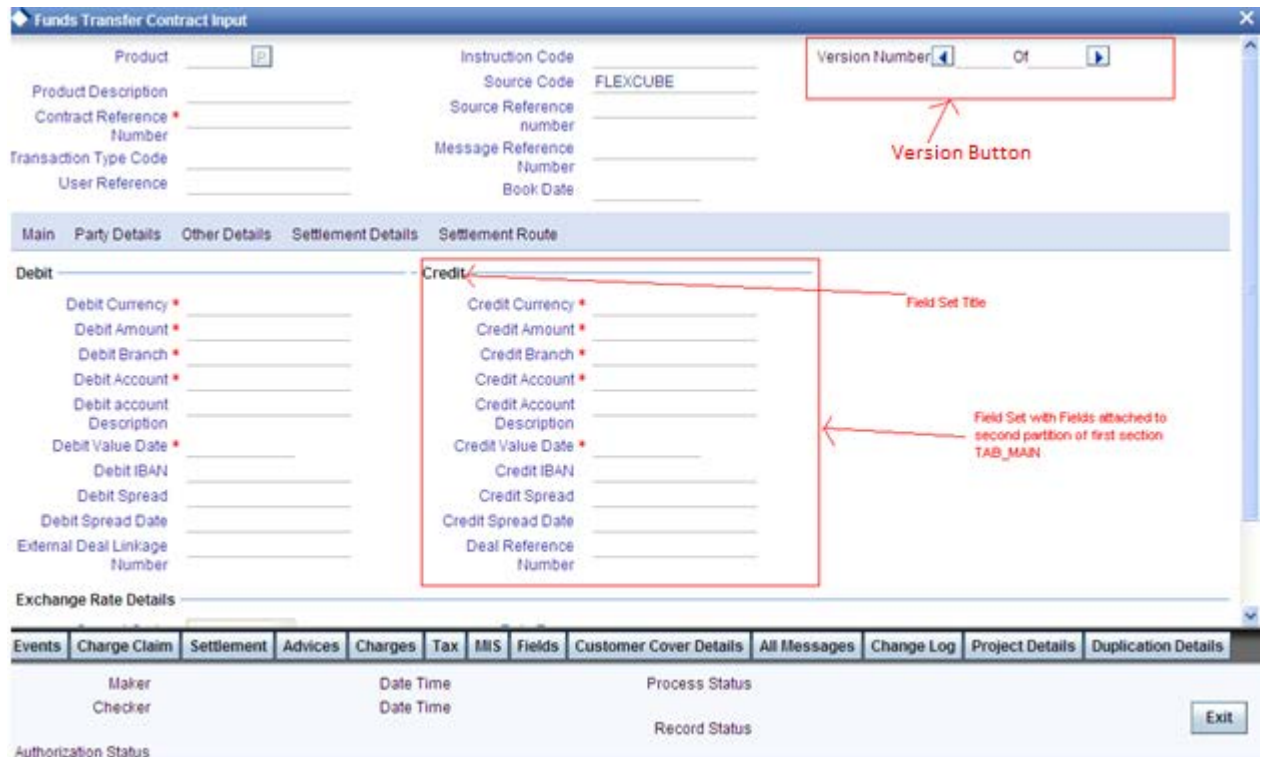 Funds Transfer Contract Input
Product P
Product Description
Contract Reference *
Number
Transaction Type Code
User Reference
Instruction Code
Source Code FLEXCUBE
Source Reference
number
Message Reference
Number
Book Date
Version Number Of
Version Button
Main Party Details Other Details Settlement Details Settlement Route
Debit
Debit Currency *
Debit Amount *
Debit Branch *
Debit Account *
Debit account
Description
Debit Value Date *
Debit IBAN
Debit Spread
Debit Spread Date
External Deal Linkage
Number
Credit
Credit Currency *
Credit Amount *
Credit Branch *
Credit Account *
Credit Account
Description
Credit Value Date *
Credit IBAN
Credit Spread
Credit Spread Date
Deal Reference
Number
Field Set Title
Field Set with Fields attached to
second partition of first section
TAB_MAIN
Exchange Rate Details
Events Charge Claim Settlement Advices Charges Tax MIS Fields Customer Cover Details All Messages Change Log Project Details Duplication Details
Maker Date Time Process Status
Checker Date Time
Record Status
Exit
Authorization Status